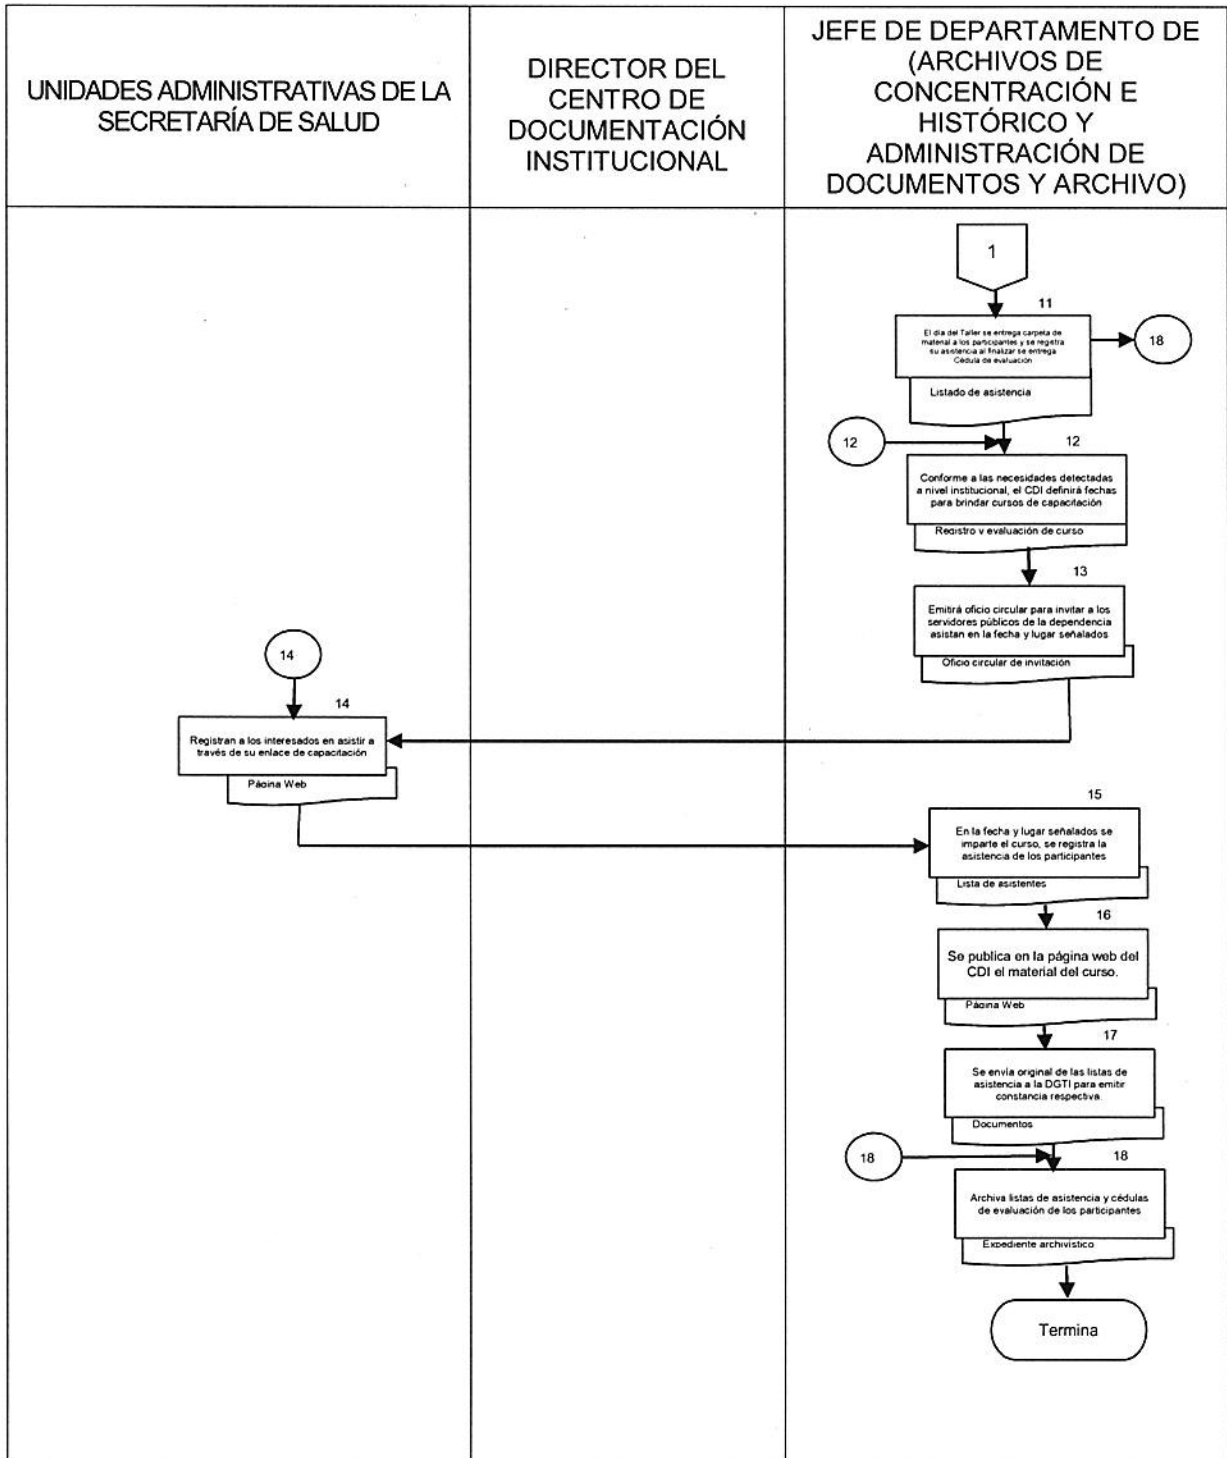 UNIDADES ADMINISTRATIVAS DE LA
SECRETARÍA DE SALUD
DIRECTOR DEL
CENTRO DE
DOCUMENTACIÓN
INSTITUCIONAL
JEFE DE DEPARTAMENTO DE
(ARCHIVOS DE
CONCENTRACIÓN E
HISTÓRICO Y
ADMINISTRACIÓN DE
DOCUMENTOS Y ARCHIVO)
1
11
El día del Taller se entrega carpeta de
material a los participantes y se registra
su asistencia al finalizar se entrega
Cédula de evaluación
18
Listado de asistencia
12
12
Conforme a las necesidades detectadas
a nivel institucional, el CDI definirá fechas
para brindar cursos de capacitación
Registro y evaluación de curso
13
Emitirá oficio circular para invitar a los
servidores públicos de la dependencia
asistan en la fecha y lugar señalados
Oficio circular de invitación
14
14
Registran a los interesados en asistir a
través de su enlace de capacitación
Página Web
15
En la fecha y lugar señalados se
imparte el curso, se registra la
asistencia de los participantes
Lista de asistentes
16
Se publica en la página web del
CDI el material del curso.
Página Web
17
Se envía original de las listas de
asistencia a la DGTI para emitir
constancia respectiva.
Documentos
18
18
Archiva listas de asistencia y cédulas
de evaluación de los participantes
Expediente archivístico
Termina